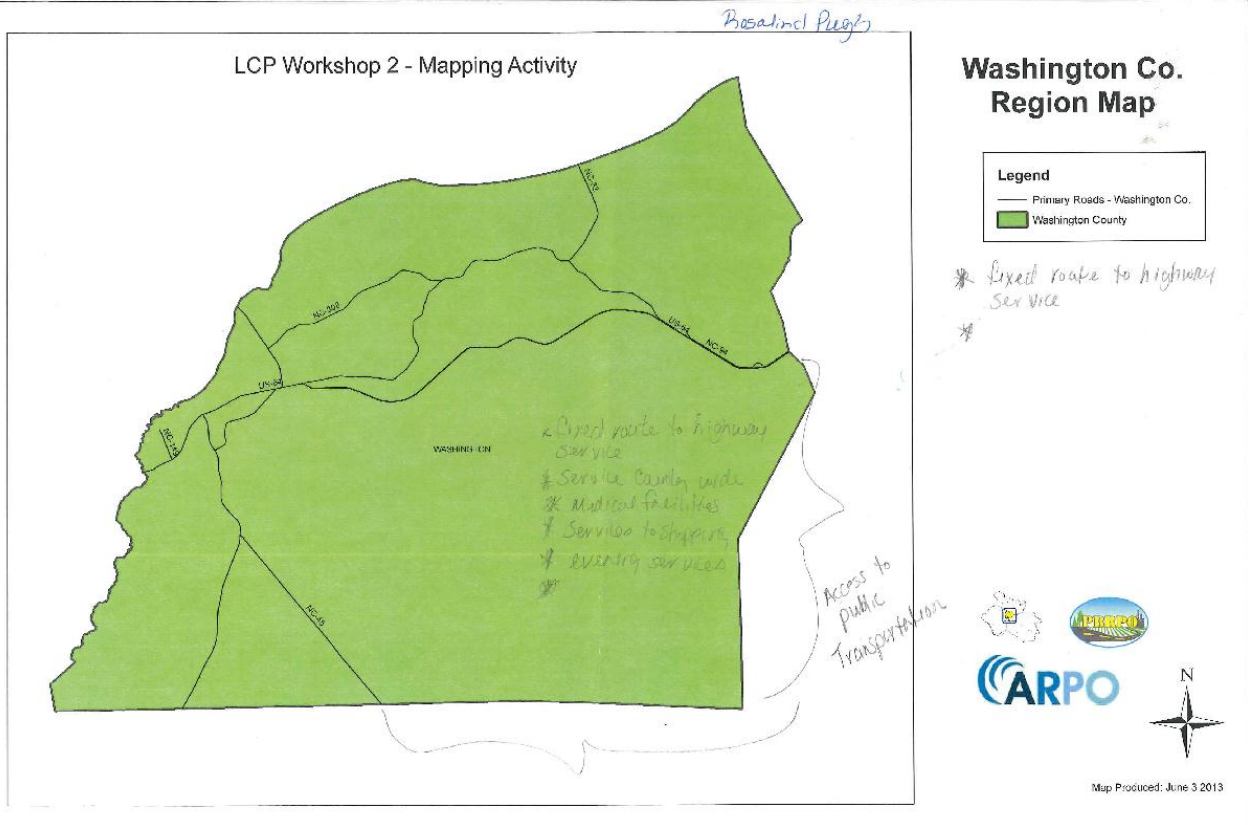 Rosalind Pugh
LCP Workshop 2 - Mapping Activity
Washington Co.
Region Map
Legend
Primary Roads - Washington Co.
Washington County
* fixed route to highway
service
*
NC-32
NC-308
US-64
US-64
NC-94
NC-149
WASHINGTON
NC-45
* fixed route to highway
service
* Service County wide
* Medical facilities
* Services to shopping
* evening services
*
Access to
public
Transportation
PRRPO
ARPO
N
Map Produced: June 3 2013